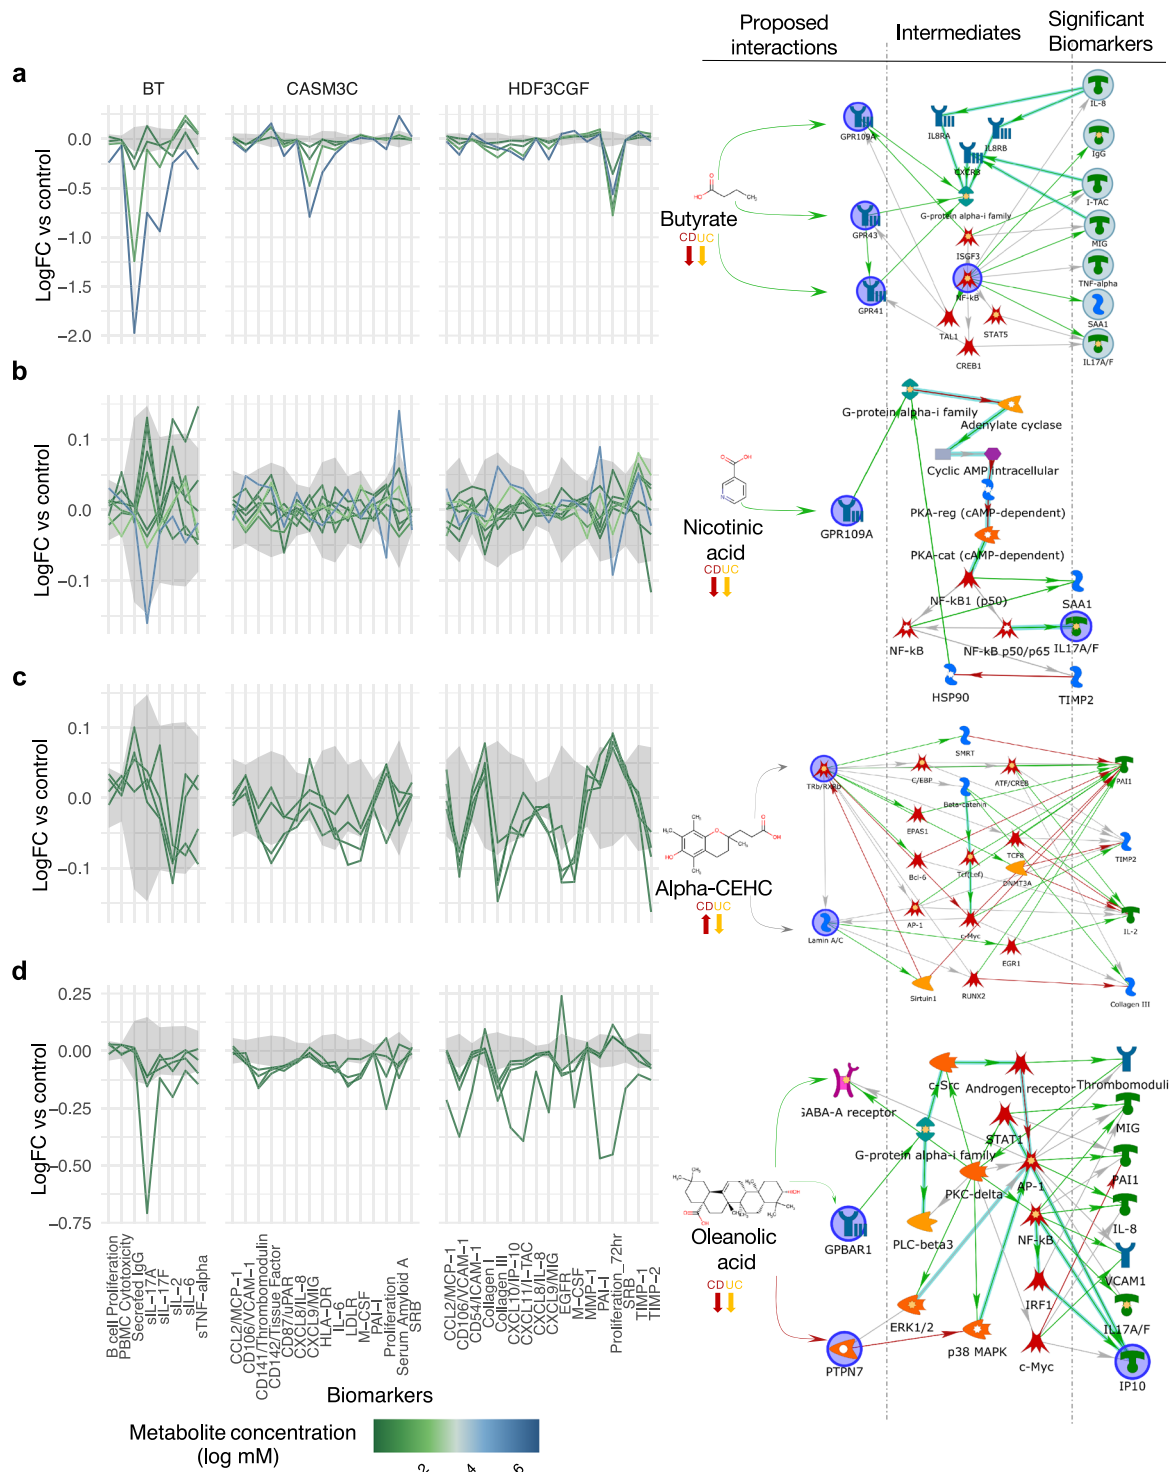 Proposed
interactions
Intermediates
Significant
Biomarkers
a
BT
CASM3C
HDF3CGF
LogFC vs control
0.0
−0.5
−1.0
−1.5
−2.0
Butyrate
CDUC
HO
O
CH₃
GPR109A
GPR43
GPR41
IL8RA
IL8RB
CXCR3
G-protein alpha-i family
ISGF3
NF-kB
TAL1
STAT5
CREB1
IL-8
IgG
I-TAC
MIG
TNF-alpha
SAA1
IL17A/F
b
LogFC vs control
0.1
0.0
−0.1
O
OH
N
Nicotinic
acid
CDUC
GPR109A
G-protein alpha-i family
Adenylate cyclase
Cyclic AMP intracellular
PKA-reg (cAMP-dependent)
PKA-cat (cAMP-dependent)
NF-kB1 (p50)
SAA1
NF-kB
NF-kB p50/p65
IL17A/F
HSP90
TIMP2
c
LogFC vs control
0.1
0.0
−0.1
Alpha-CEHC
CDUC
TRb/RXRb
Lamin A/C
SMRT
C/EBP
ATF/CREB
Beta-catenin
EPAS1
TCF8
Bcl-6
Tcf(Lef)
DNMT3A
AP-1
c-Myc
EGR1
Sirtuin1
RUNX2
PAI1
TIMP2
IL-2
Collagen III
d
LogFC vs control
0.25
0.00
−0.25
−0.50
−0.75
Oleanolic
acid
CDUC
GABA-A receptor
GPBAR1
PTPN7
c-Src
Androgen receptor
STAT1
G-protein alpha-i family
PKC-delta
AP-1
PLC-beta3
NF-kB
IRF1
ERK1/2
p38 MAPK
c-Myc
Thrombomoduli
MIG
PAI1
IL-8
VCAM1
IL17A/F
IP10
B cell Proliferation
PBMC Cytotoxicity
Secreted IgG
sIL−17A
sIL−17F
sIL−2
sIL−6
sTNF−alpha
CCL2/MCP−1
CD106/VCAM−1
CD141/Thrombomodulin
CD142/Tissue Factor
CD87/uPAR
CXCL8/IL−8
CXCL9/MIG
HLA−DR
IL−6
LDLR
M−CSF
PAI−I
Proliferation
Serum Amyloid A
SRB
CCL2/MCP−1
CD106/VCAM−1
CD54/ICAM−1
Collagen I
Collagen III
CXCL10/IP−10
CXCL11/I−TAC
CXCL8/IL−8
CXCL9/MIG
EGFR
M−CSF
MMP−1
PAI−I
Proliferation_72hr
SRB
TIMP−1
TIMP−2
Biomarkers
Metabolite concentration
(log mM)
2
4
6